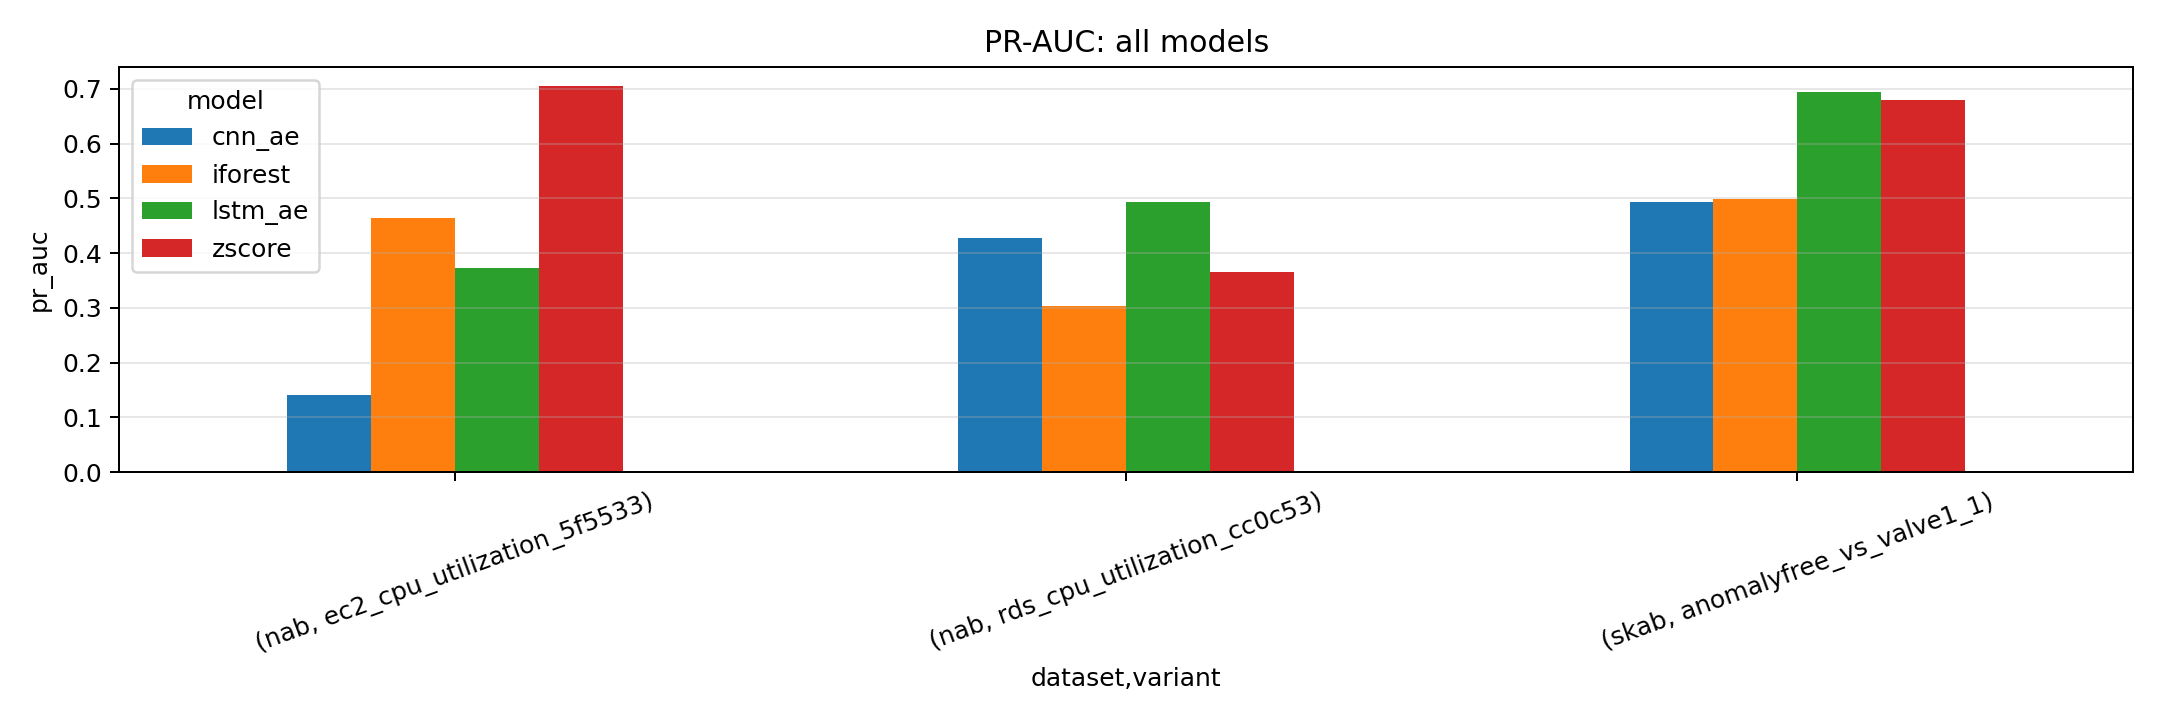 PR-AUC: all models
model
cnn_ae
iforest
lstm_ae
zscore
pr_auc
0.7
0.6
0.5
0.4
0.3
0.2
0.1
0.0
(nab, ec2_cpu_utilization_5f5533)
(nab, rds_cpu_utilization_cc0c53)
(skab, anomalyfree_vs_valve1_1)
dataset,variant